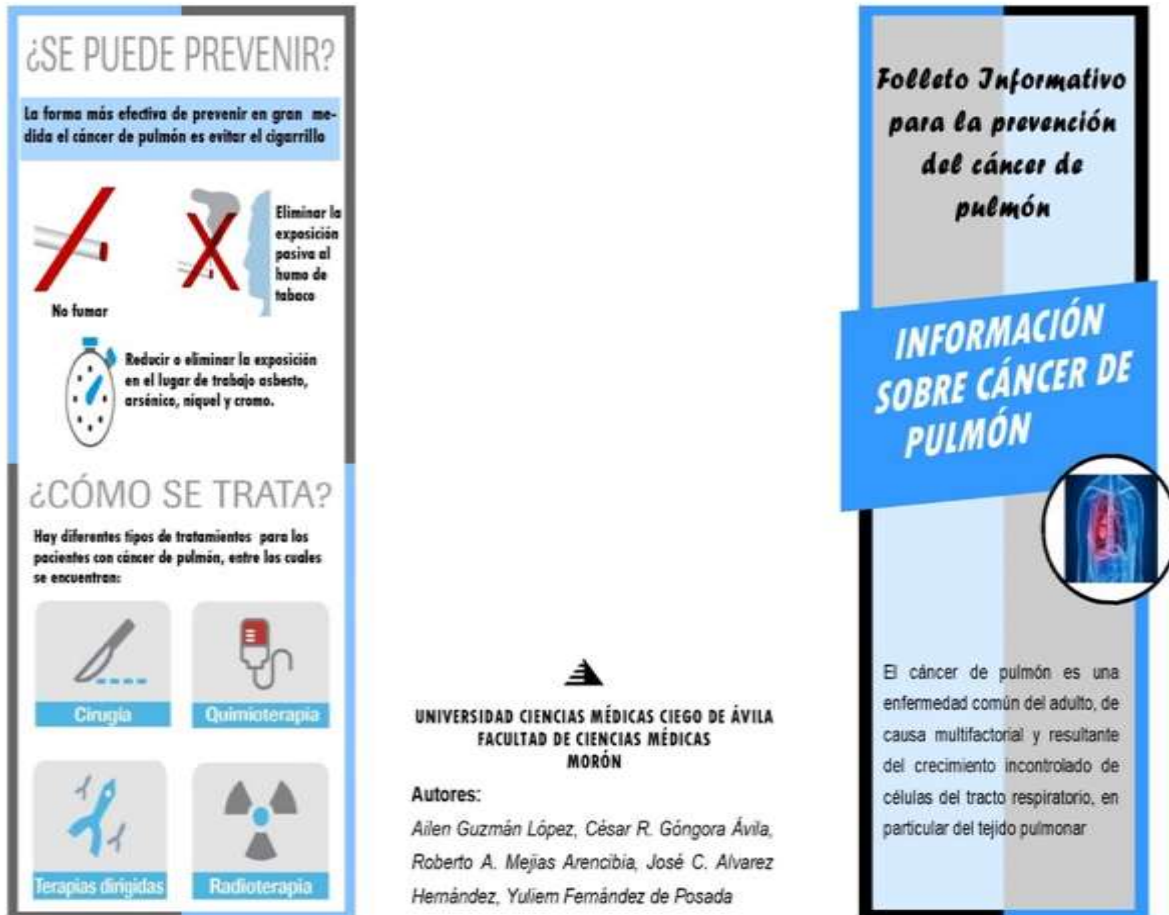 ¿SE PUEDE PREVENIR?
La forma más efectiva de prevenir en gran me-
dida el cáncer de pulmón es evitar el cigarrillo
No fumar
Eliminar la
exposición
pasiva al
humo de
tabaco
Reducir o eliminar la exposición
en el lugar de trabajo asbesto,
arsénico, níquel y cromo.
¿CÓMO SE TRATA?
Hay diferentes tipos de tratamientos para los
pacientes con cáncer de pulmón, entre los cuales
se encuentran:
Cirugía
Quimioterapia
Terapias dirigidas
Radioterapia
UNIVERSIDAD CIENCIAS MÉDICAS CIEGO DE ÁVILA
FACULTAD DE CIENCIAS MÉDICAS
MORÓN
Autores:
Ailen Guzmán López, César R. Góngora Ávila,
Roberto A. Mejias Arencibia, José C. Alvarez
Hernández, Yuliem Fernández de Posada
Folleto Informativo
para la prevención
del cáncer de
pulmón
INFORMACIÓN
SOBRE CÁNCER DE
PULMÓN
El cáncer de pulmón es una
enfermedad común del adulto, de
causa multifactorial y resultante
del crecimiento incontrolado de
células del tracto respiratorio, en
particular del tejido pulmonar